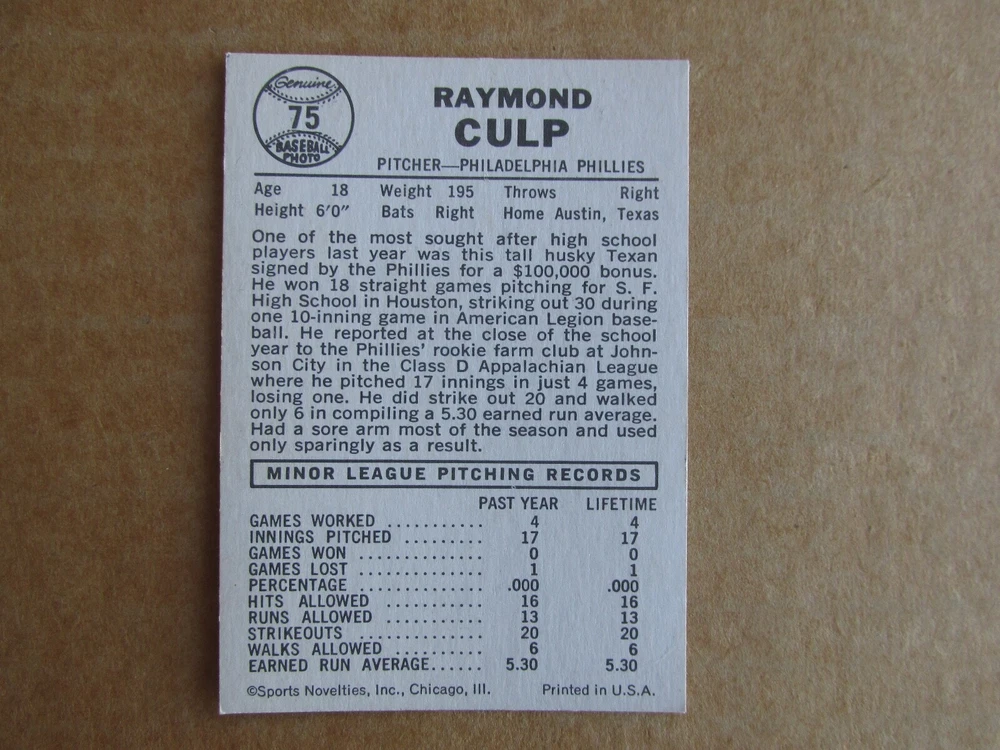 Genuine
75
BASEBALL
PHOTO
RAYMOND
CULP
PITCHER—PHILADELPHIA PHILLIES
Age 18 Weight 195 Throws Right
Height 6'0" Bats Right Home Austin, Texas
One of the most sought after high school
players last year was this tall husky Texan
signed by the Phillies for a $100,000 bonus.
He won 18 straight games pitching for S. F.
High School in Houston, striking out 30 during
one 10-inning game in American Legion base-
ball. He reported at the close of the school
year to the Phillies' rookie farm club at John-
son City in the Class D Appalachian League
where he pitched 17 innings in just 4 games,
losing one. He did strike out 20 and walked
only 6 in compiling a 5.30 earned run average.
Had a sore arm most of the season and used
only sparingly as a result.
MINOR LEAGUE PITCHING RECORDS
PAST YEAR LIFETIME
GAMES WORKED ........... 4 4
INNINGS PITCHED ......... 17 17
GAMES WON .............. 0 0
GAMES LOST .............. 1 1
PERCENTAGE .............. .000 .000
HITS ALLOWED ........... 16 16
RUNS ALLOWED ........... 13 13
STRIKEOUTS .............. 20 20
WALKS ALLOWED .......... 6 6
EARNED RUN AVERAGE...... 5.30 5.30
©Sports Novelties, Inc., Chicago, Ill. Printed in U.S.A.